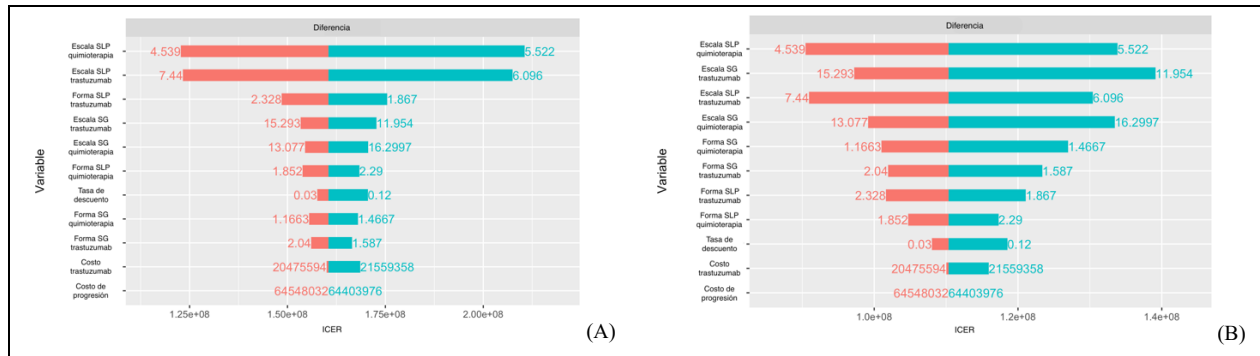 Diferencia
Variable
Escala SLP
quimioterapia
4.539
5.522
Escala SLP
trastuzumab
7.44
6.096
Forma SLP
trastuzumab
2.328
1.867
Escala SG
trastuzumab
15.293
11.954
Escala SG
quimioterapia
13.077
16.2997
Forma SLP
quimioterapia
1.852
2.29
Tasa de
descuento
0.03
0.12
Forma SG
quimioterapia
1.1663
1.4667
Forma SG
trastuzumab
2.04
1.587
Costo
trastuzumab
20475594
21559358
Costo de
progresión
64548032
64403976
1.25e+08
1.50e+08
1.75e+08
2.00e+08
ICER
(A)
Diferencia
Variable
Escala SLP
quimioterapia
4.539
5.522
Escala SG
trastuzumab
15.293
11.954
Escala SLP
trastuzumab
7.44
6.096
Escala SG
quimioterapia
13.077
16.2997
Forma SG
quimioterapia
1.1663
1.4667
Forma SG
trastuzumab
2.04
1.587
Forma SLP
trastuzumab
2.328
1.867
Forma SLP
quimioterapia
1.852
2.29
Tasa de
descuento
0.03
0.12
Costo
trastuzumab
20475594
21559358
Costo de
progresión
64548032
64403976
1.0e+08
1.2e+08
1.4e+08
ICER
(B)